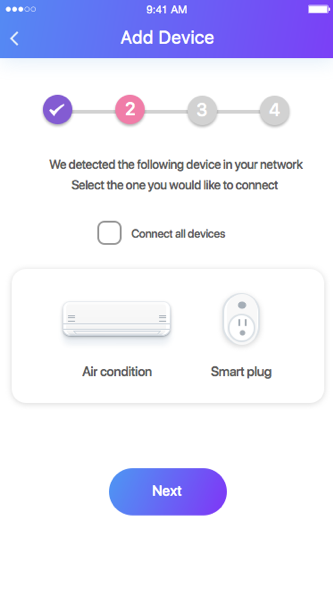 9:41 AM
Add Device
2 3 4
We detected the following device in your network
Select the one you would like to connect
Connect all devices
Air condition Smart plug
Next